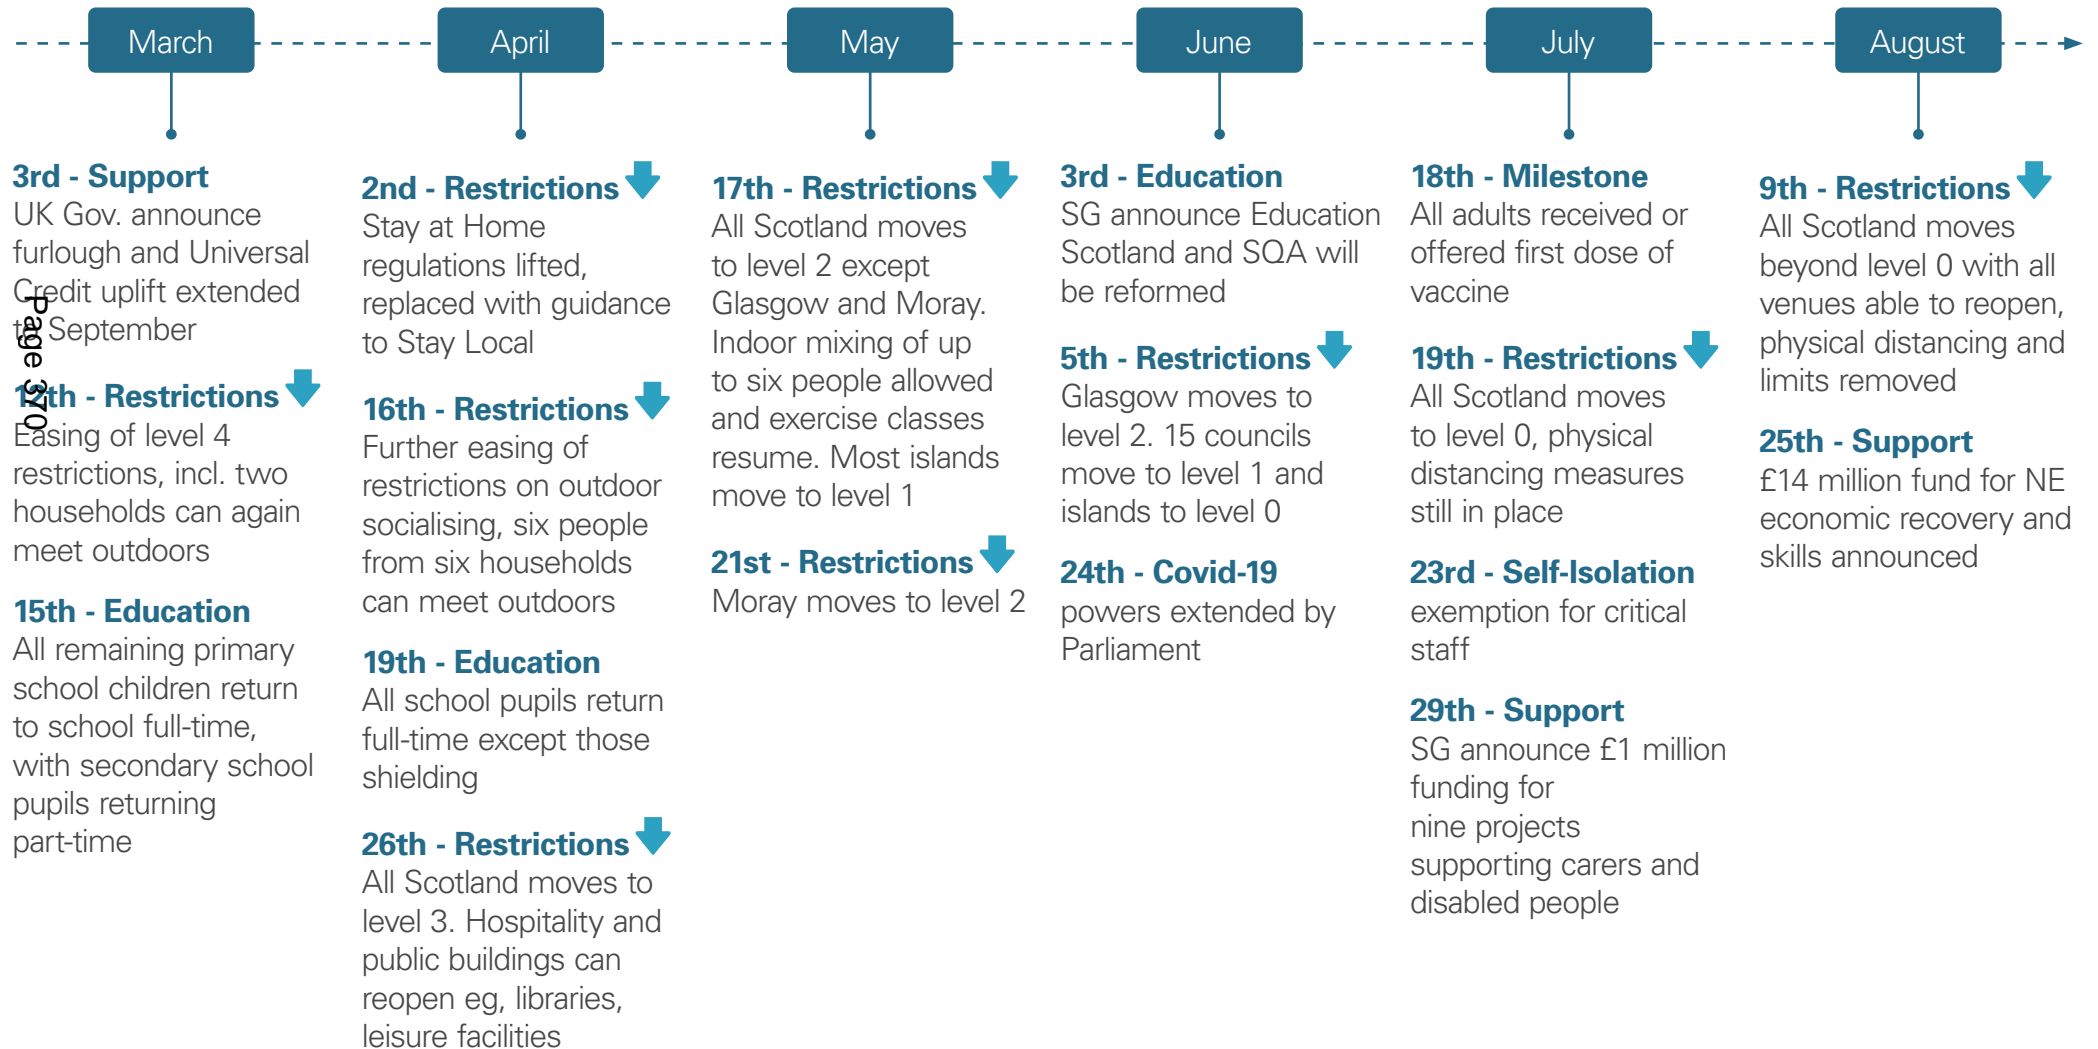 March
April
May
June
July
August
3rd - Support
UK Gov. announce
furlough and Universal
Credit uplift extended
to September
Restrictions
Easing of level 4
restrictions, incl. two
households can again
meet outdoors
15th - Education
All remaining primary
school children return
to school full-time,
with secondary school
pupils returning
part-time
2nd - Restrictions
Stay at Home
regulations lifted,
replaced with guidance
to Stay Local
16th - Restrictions
Further easing of
restrictions on outdoor
socialising, six people
from six households
can meet outdoors
19th - Education
All school pupils return
full-time except those
shielding
26th - Restrictions
All Scotland moves to
level 3. Hospitality and
public buildings can
reopen eg, libraries,
leisure facilities
17th - Restrictions
All Scotland moves
to level 2 except
Glasgow and Moray.
Indoor mixing of up
to six people allowed
and exercise classes
resume. Most islands
move to level 1
21st - Restrictions
Moray moves to level 2
3rd - Education
SG announce Education
Scotland and SQA will
be reformed
5th - Restrictions
Glasgow moves to
level 2. 15 councils
move to level 1 and
islands to level 0
24th - Covid-19
powers extended by
Parliament
18th - Milestone
All adults received or
offered first dose of
vaccine
19th - Restrictions
All Scotland moves
to level 0, physical
distancing measures
still in place
23rd - Self-Isolation
exemption for critical
staff
29th - Support
SG announce £1 million
funding for
nine projects
supporting carers and
disabled people
9th - Restrictions
All Scotland moves
beyond level 0 with all
venues able to reopen,
physical distancing and
limits removed
25th - Support
£14 million fund for NE
economic recovery and
skills announced
Page 370